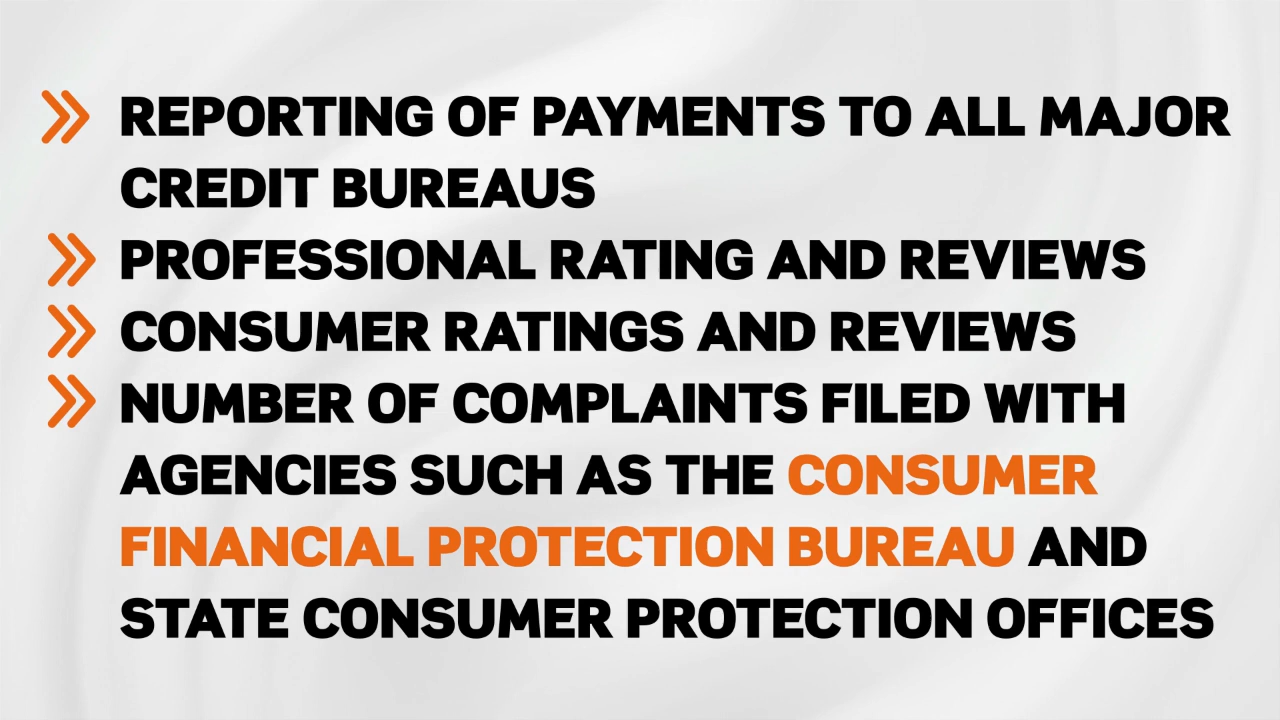 REPORTING OF PAYMENTS TO ALL MAJOR
CREDIT BUREAUS
PROFESSIONAL RATING AND REVIEWS
CONSUMER RATINGS AND REVIEWS
NUMBER OF COMPLAINTS FILED WITH
AGENCIES SUCH AS THE CONSUMER
FINANCIAL PROTECTION BUREAU AND
STATE CONSUMER PROTECTION OFFICES